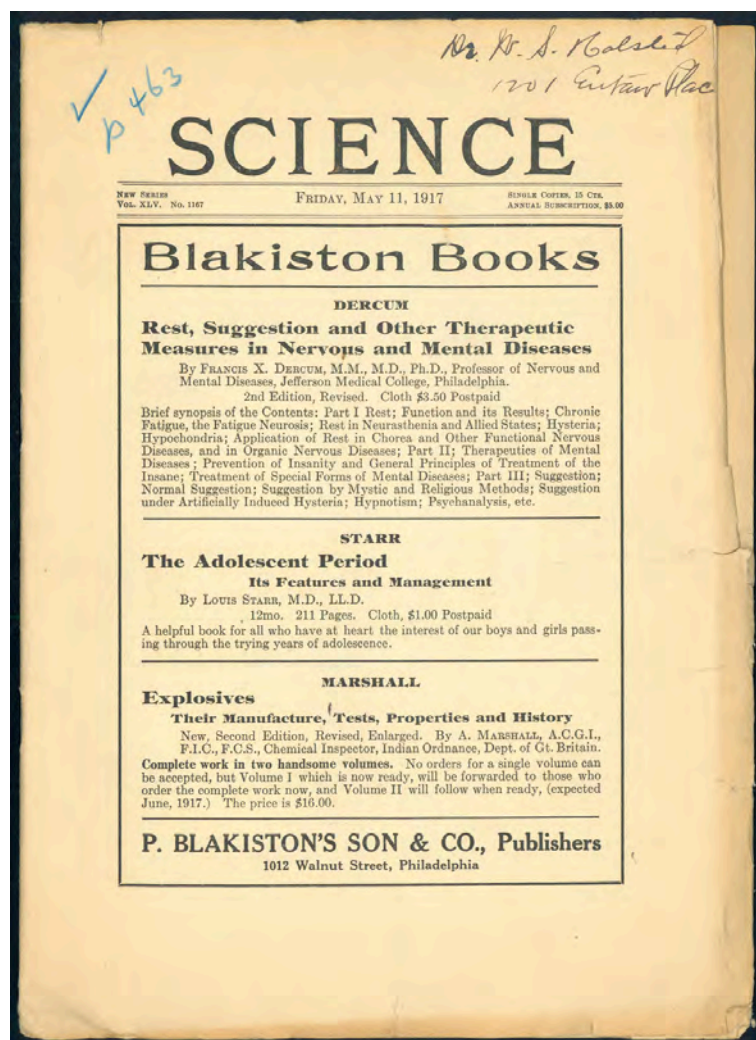 Dr. W. S. Halsted
1201 Eutaw Plac
✓
p 463
SCIENCE
NEW SERIES
VOL. XLV. No. 1167
FRIDAY, MAY 11, 1917
SINGLE COPIES, 15 CTS.
ANNUAL SUBSCRIPTION, $5.00
Blakiston Books
DERCUM
Rest, Suggestion and Other Therapeutic
Measures in Nervous and Mental Diseases
By FRANCIS X. DERCUM, M.M., M.D., Ph.D., Professor of Nervous and
Mental Diseases, Jefferson Medical College, Philadelphia.
2nd Edition, Revised. Cloth $3.50 Postpaid
Brief synopsis of the Contents: Part I Rest; Function and its Results; Chronic
Fatigue, the Fatigue Neurosis; Rest in Neurasthenia and Allied States; Hysteria;
Hypochondria; Application of Rest in Chorea and Other Functional Nervous
Diseases, and in Organic Nervous Diseases; Part II; Therapeutics of Mental
Diseases; Prevention of Insanity and General Principles of Treatment of the
Insane; Treatment of Special Forms of Mental Diseases; Part III; Suggestion;
Normal Suggestion; Suggestion by Mystic and Religious Methods; Suggestion
under Artificially Induced Hysteria; Hypnotism; Psychanalysis, etc.
STARR
The Adolescent Period
Its Features and Management
By LOUIS STARR, M.D., LL.D.
12mo. 211 Pages. Cloth, $1.00 Postpaid
A helpful book for all who have at heart the interest of our boys and girls pass-
ing through the trying years of adolescence.
MARSHALL
Explosives
Their Manufacture, Tests, Properties and History
New, Second Edition, Revised, Enlarged. By A. MARSHALL, A.C.G.I.,
F.I.C., F.C.S., Chemical Inspector, Indian Ordnance, Dept. of Gt. Britain.
Complete work in two handsome volumes. No orders for a single volume can
be accepted, but Volume I which is now ready, will be forwarded to those who
order the complete work now, and Volume II will follow when ready, (expected
June, 1917.) The price is $16.00.
P. BLAKISTON'S SON & CO., Publishers
1012 Walnut Street, Philadelphia